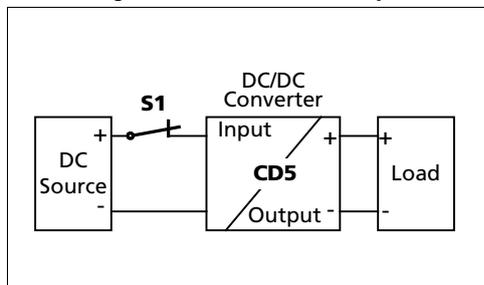 DC/DC
Converter
S1
Input
+
+
+
DC
Source
CD5
Load
-
Output
-
-